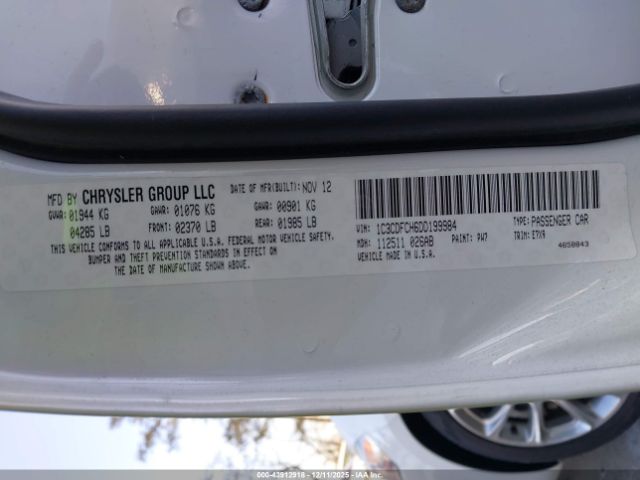 MFD BY CHRYSLER GROUP LLC DATE OF MFR(BUILT): NOV 12
GVWR: 01944 KG GAWR: 01076 KG GAWR: 00901 KG
04285 LB FRONT: 02370 LB REAR: 01985 LB
THIS VEHICLE CONFORMS TO ALL APPLICABLE U.S.A. FEDERAL MOTOR VEHICLE SAFETY,
BUMPER AND THEFT PREVENTION STANDARDS IN EFFECT ON
THE DATE OF MANUFACTURE SHOWN ABOVE.
VIN: 1C3CDFCH6DD199984 TYPE: PASSENGER CAR
MDH: 112511 026AB PAINT: PW7 TRIM: E7X9
VEHICLE MADE IN U.S.A. 4658843
000-43912918 - 12/11/2025 - IAAI